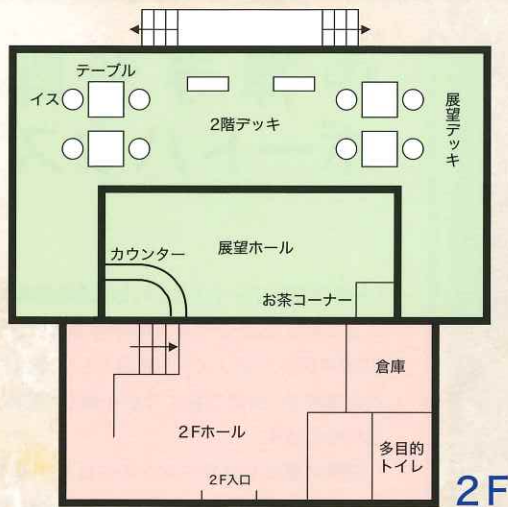 テーブル
イス
2階デッキ
展望デッキ
カウンター
展望ホール
お茶コーナー
倉庫
2Fホール
多目的
トイレ
2F入口
2F